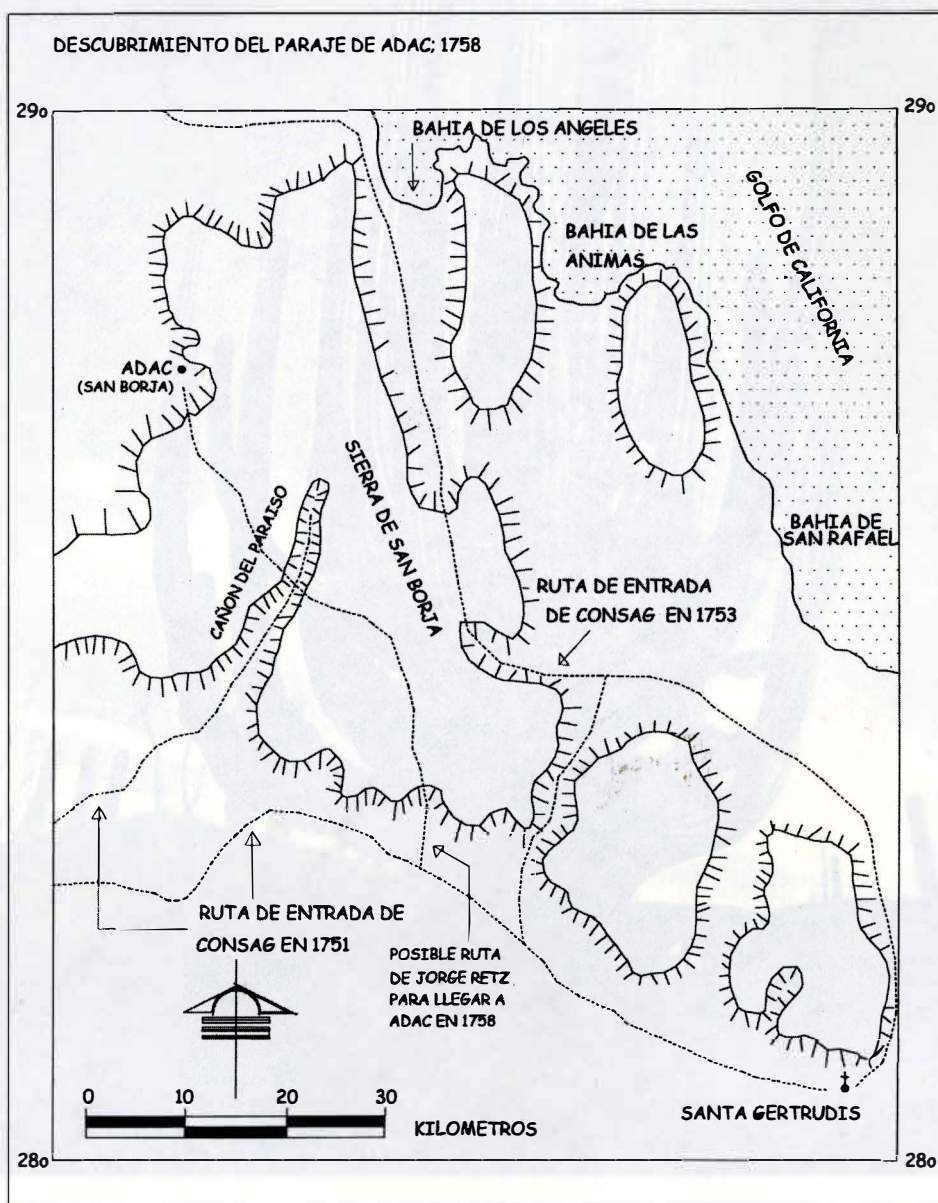 DESCUBRIMIENTO DEL PARAJE DE ADAC; 1758
29o
29o
BAHIA DE LOS ANGELES
GOLFO DE CALIFORNIA
BAHIA DE LAS
ANIMAS
ADAC
(SAN BORJA)
SIERRA DE SAN BORJA
CAÑON DEL PARAISO
BAHIA DE
SAN RAFAEL
RUTA DE ENTRADA
DE CONSAG EN 1753
RUTA DE ENTRADA DE
CONSAG EN 1751
POSIBLE RUTA
DE JORGE RETZ
PARA LLEGAR A
ADAC EN 1758
0 10 20 30
KILOMETROS
SANTA GERTRUDIS
28o
28o